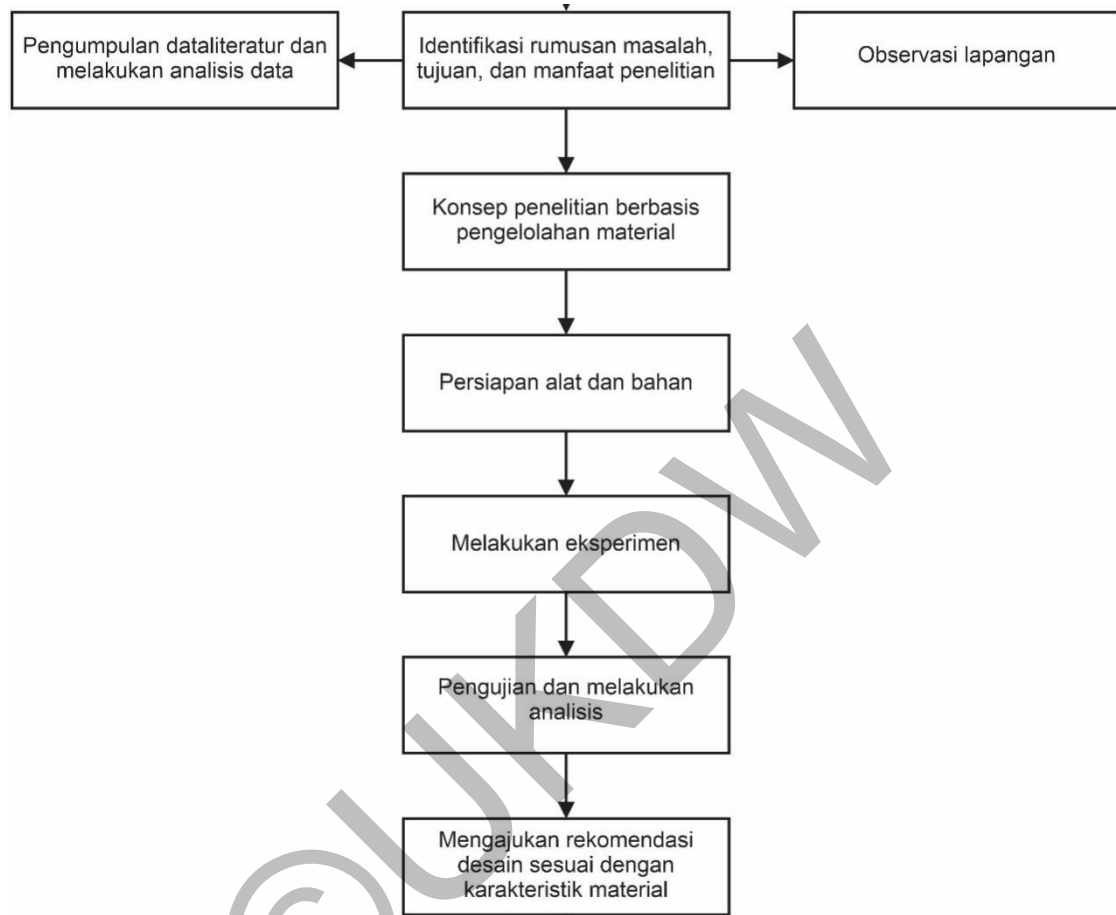 Pengumpulan dataliteratur dan
melakukan analisis data
Identifikasi rumusan masalah,
tujuan, dan manfaat penelitian
Observasi lapangan
Konsep penelitian berbasis
pengelolahan material
Persiapan alat dan bahan
Melakukan eksperimen
Pengujian dan melakukan
analisis
Mengajukan rekomendasi
desain sesuai dengan
karakteristik material
©UKDW